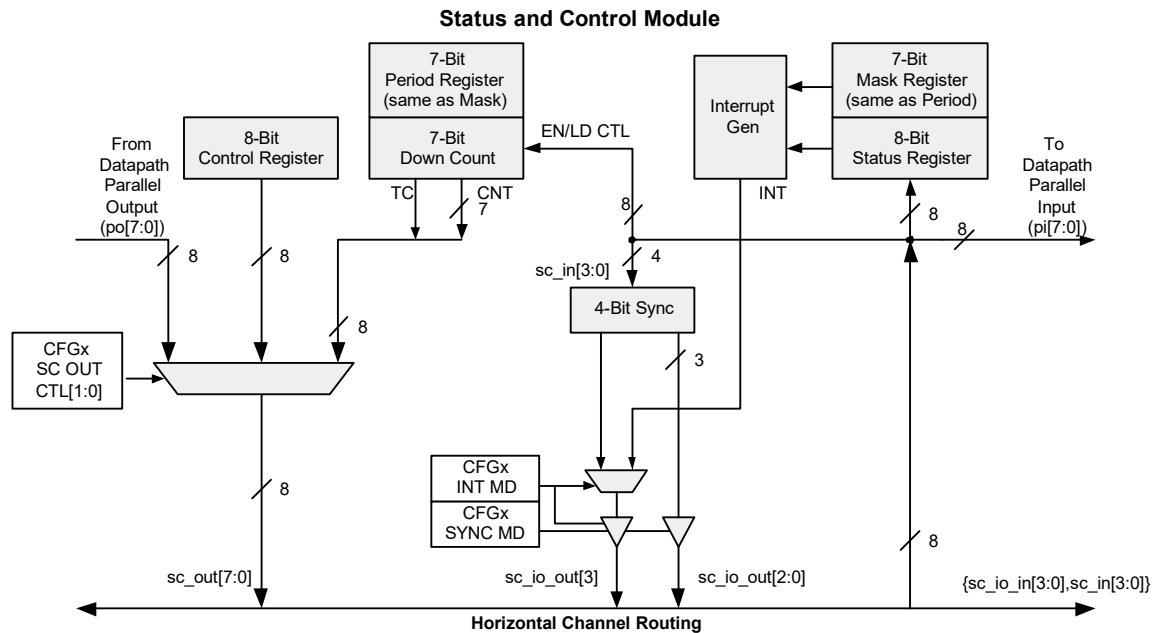 Status and Control Module
7-Bit
Period Register
(same as Mask)
7-Bit
Down Count
8-Bit
Control Register
From
Datapath
Parallel
Output
(po[7:0])
TC
CNT
7
EN/LD CTL
Interrupt
Gen
INT
7-Bit
Mask Register
(same as Period)
8-Bit
Status Register
To
Datapath
Parallel
Input
(pi[7:0])
8
8
8
8
8
8
4
sc_in[3:0]
4-Bit Sync
3
CFGx
SC OUT
CTL[1:0]
CFGx
INT MD
CFGx
SYNC MD
8
8
sc_out[7:0]
sc_io_out[3]
sc_io_out[2:0]
{sc_io_in[3:0],sc_in[3:0]}
Horizontal Channel Routing